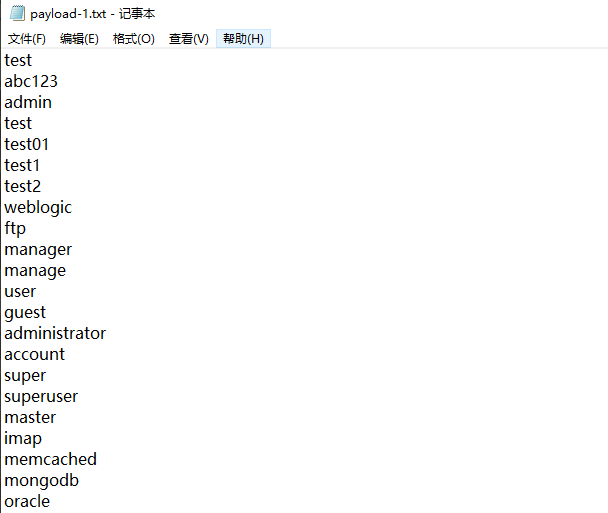 payload-1.txt - 记事本
文件(F) 编辑(E) 格式(O) 查看(V) 帮助(H)
test
abc123
admin
test
test01
test1
test2
weblogic
ftp
manager
manage
user
guest
administrator
account
super
superuser
master
imap
memcached
mongodb
oracle